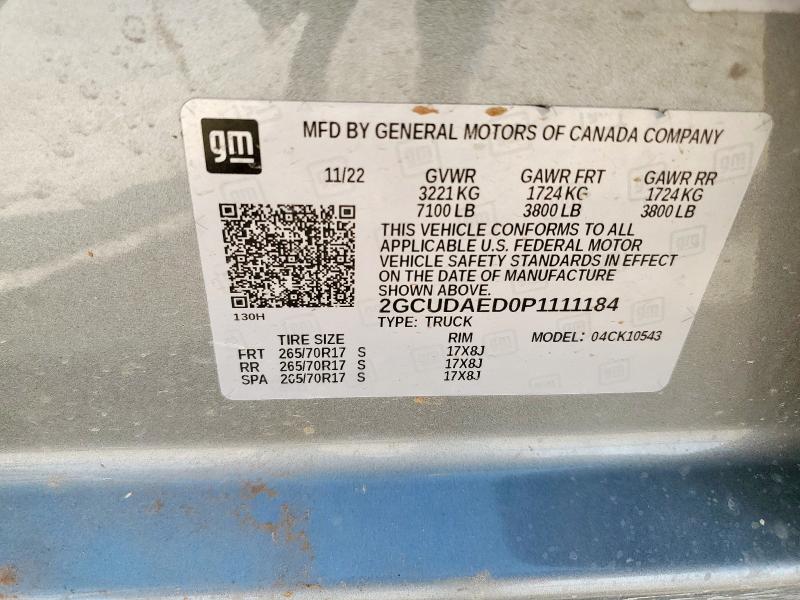 gm
MFD BY GENERAL MOTORS OF CANADA COMPANY
11/22 GVWR GAWR FRT GAWR RR
3221 KG 1724 KG 1724 KG
7100 LB 3800 LB 3800 LB
THIS VEHICLE CONFORMS TO ALL
APPLICABLE U.S. FEDERAL MOTOR
VEHICLE SAFETY STANDARDS IN EFFECT
ON THE DATE OF MANUFACTURE
SHOWN ABOVE.
2GCUDAED0P1111184
130H
TYPE: TRUCK
TIRE SIZE RIM MODEL: 04CK10543
FRT 265/70R17 S 17X8J
RR 265/70R17 S 17X8J
SPA 265/70R17 S 17X8J